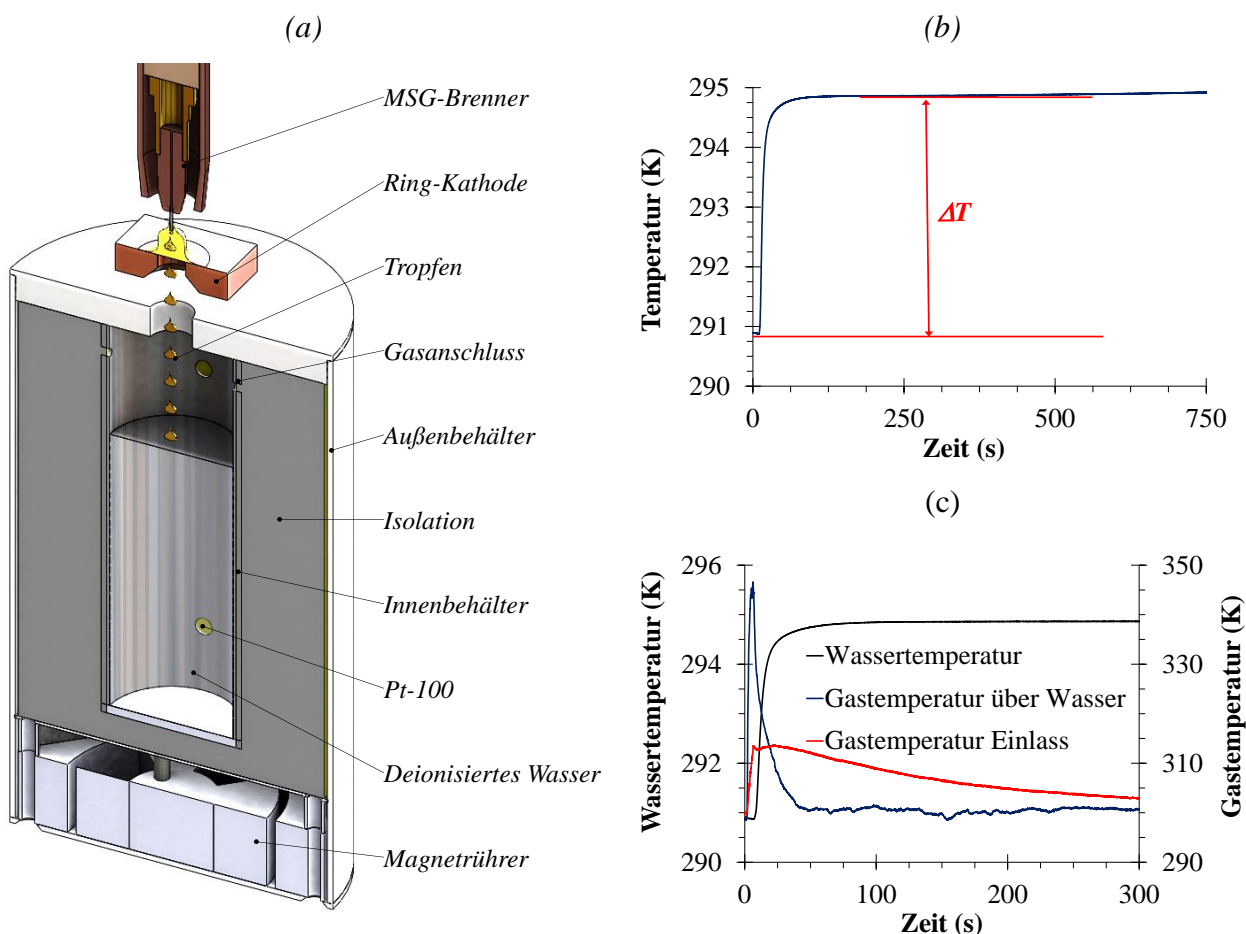 (a)
MSG-Brenner
Ring-Kathode
Tropfen
Gasanschluss
Außenbehälter
Isolation
Innenbehälter
Pt-100
Deionisiertes Wasser
Magnetrührer
(b)
Temperatur (K)
295
294
293
292
291
290
ΔT
0 250 500 750
Zeit (s)
(c)
Wassertemperatur (K)
296
294
292
290
Wassertemperatur
Gastemperatur über Wasser
Gastemperatur Einlass
350
330
310
290
Gastemperatur (K)
0 100 200 300
Zeit (s)